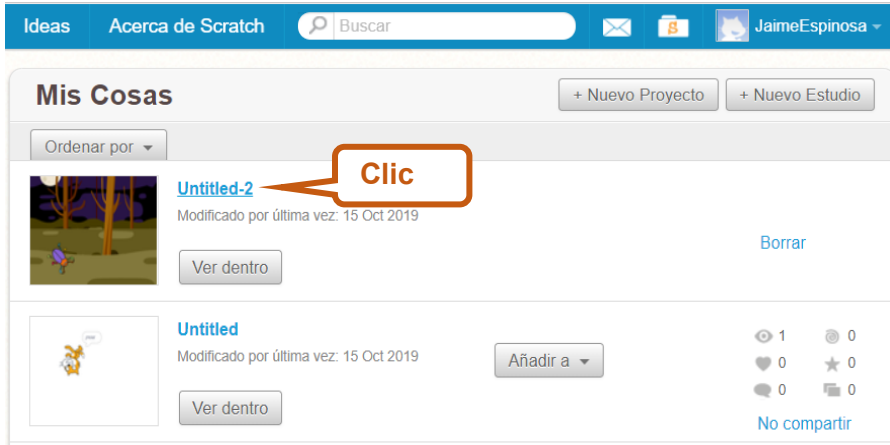 Ideas Acerca de Scratch Buscar JaimeEspinosa
Mis Cosas + Nuevo Proyecto + Nuevo Estudio
Ordenar por
Untitled-2 Clic
Modificado por última vez: 15 Oct 2019
Borrar
Ver dentro
Untitled
1 0
Modificado por última vez: 15 Oct 2019 Añadir a
0 0
0 0
Ver dentro
No compartir